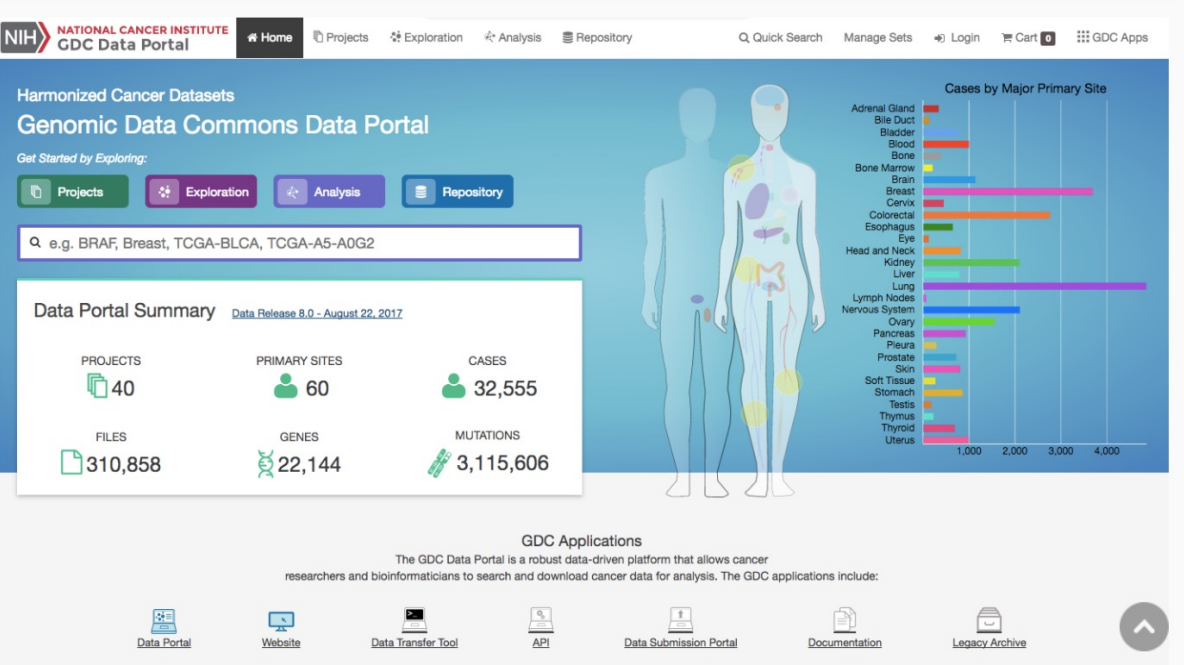 NIH NATIONAL CANCER INSTITUTE
GDC Data Portal
Home Projects Exploration Analysis Repository Quick Search Manage Sets Login Cart 0 GDC Apps
Harmonized Cancer Datasets
Genomic Data Commons Data Portal
Get Started by Exploring:
Projects Exploration Analysis Repository
e.g. BRAF, Breast, TCGA-BLCA, TCGA-A5-A0G2
Data Portal Summary Data Release 8.0 - August 22, 2017
PROJECTS PRIMARY SITES CASES
40 60 32,555
FILES GENES MUTATIONS
310,858 22,144 3,115,606
Cases by Major Primary Site
Adrenal Gland
Bile Duct
Bladder
Blood
Bone
Bone Marrow
Brain
Breast
Cervix
Colorectal
Esophagus
Eye
Head and Neck
Kidney
Liver
Lung
Lymph Nodes
Nervous System
Ovary
Pancreas
Pleura
Prostate
Skin
Soft Tissue
Stomach
Testis
Thymus
Thyroid
Uterus
1,000 2,000 3,000 4,000
GDC Applications
The GDC Data Portal is a robust data-driven platform that allows cancer
researchers and bioinformaticians to search and download cancer data for analysis. The GDC applications include:
Data Portal Website Data Transfer Tool API Data Submission Portal Documentation Legacy Archive